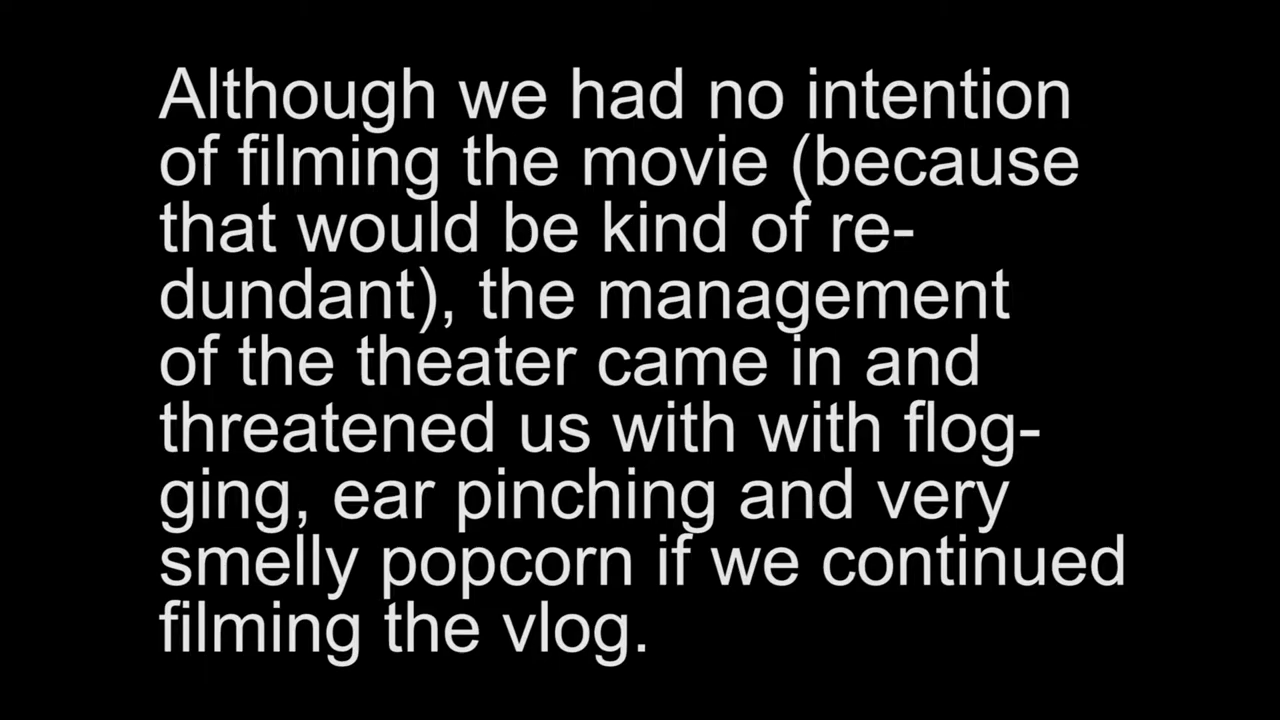 Although we had no intention
of filming the movie (because
that would be kind of re-
dundant), the management
of the theater came in and
threatened us with with flog-
ging, ear pinching and very
smelly popcorn if we continued
filming the vlog.